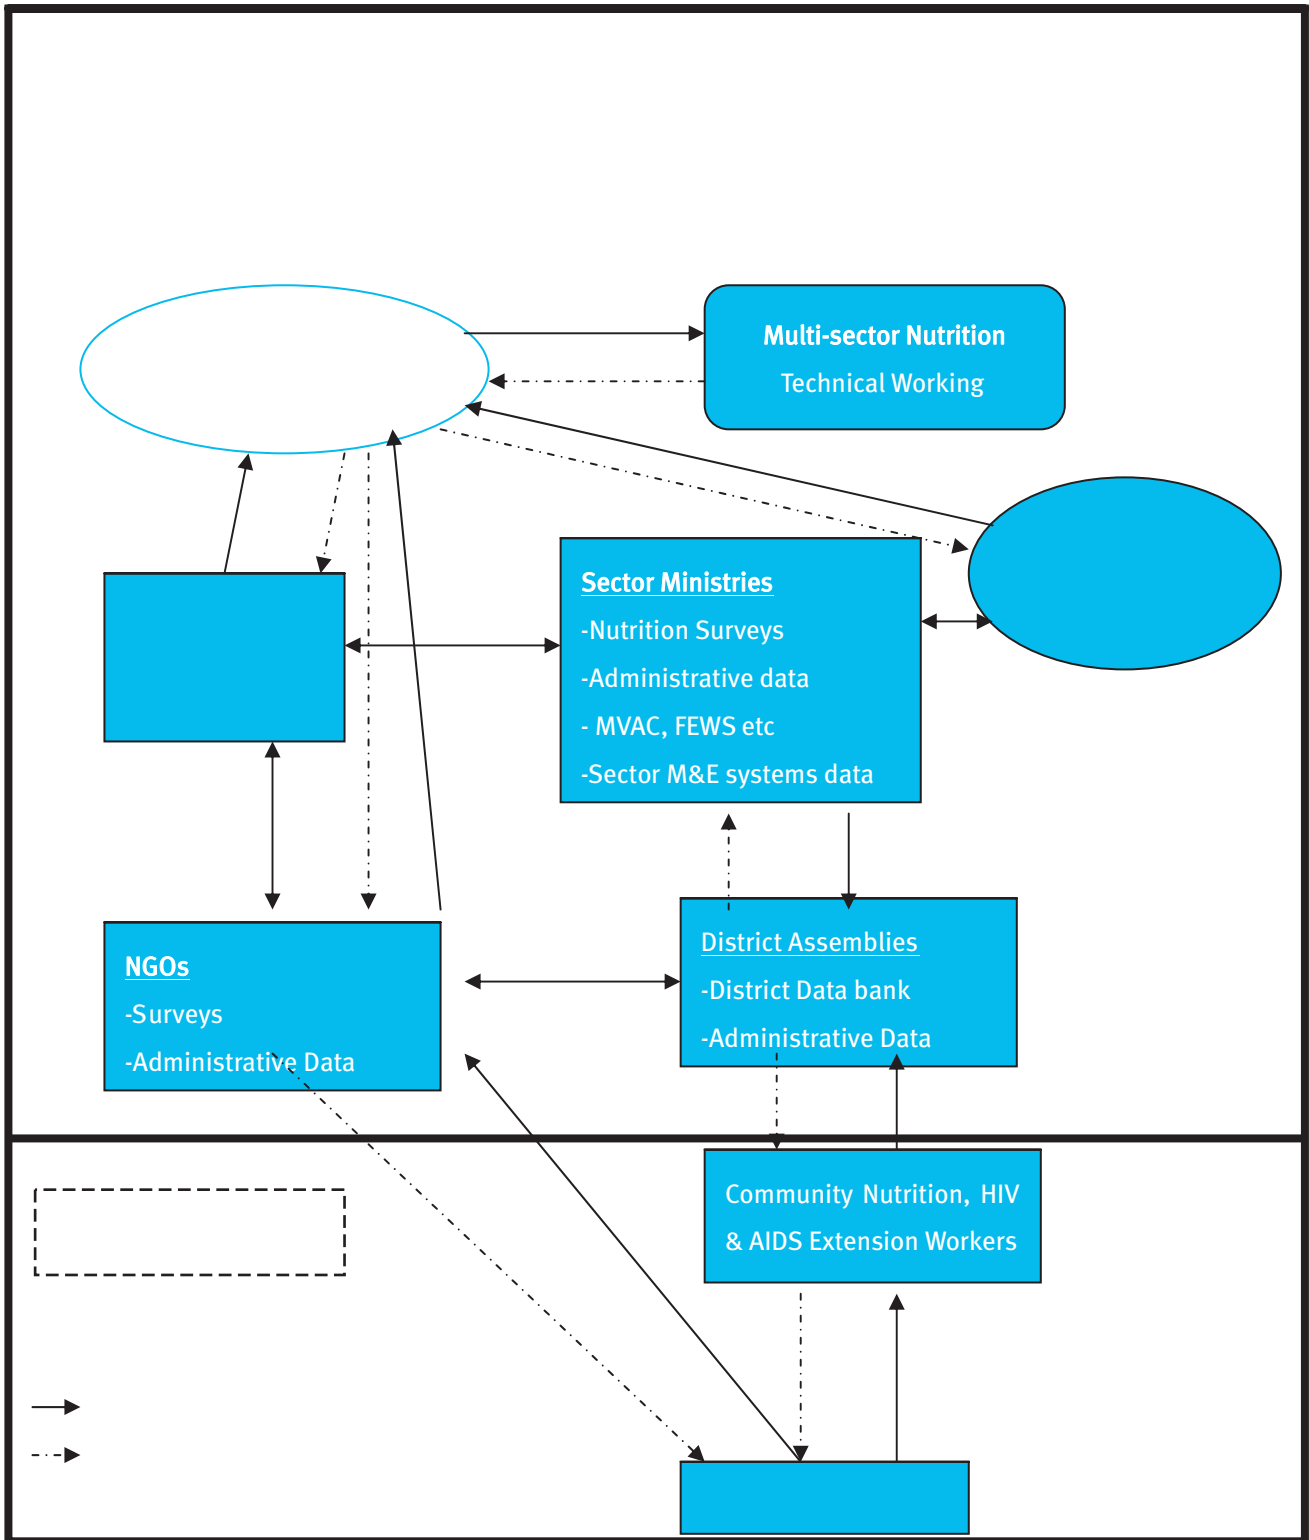 Multi-sector Nutrition
Technical Working
Sector Ministries
-Nutrition Surveys
-Administrative data
- MVAC, FEWS etc
-Sector M&E systems data
NGOs
-Surveys
-Administrative Data
District Assemblies
-District Data bank
-Administrative Data
Community Nutrition, HIV
& AIDS Extension Workers